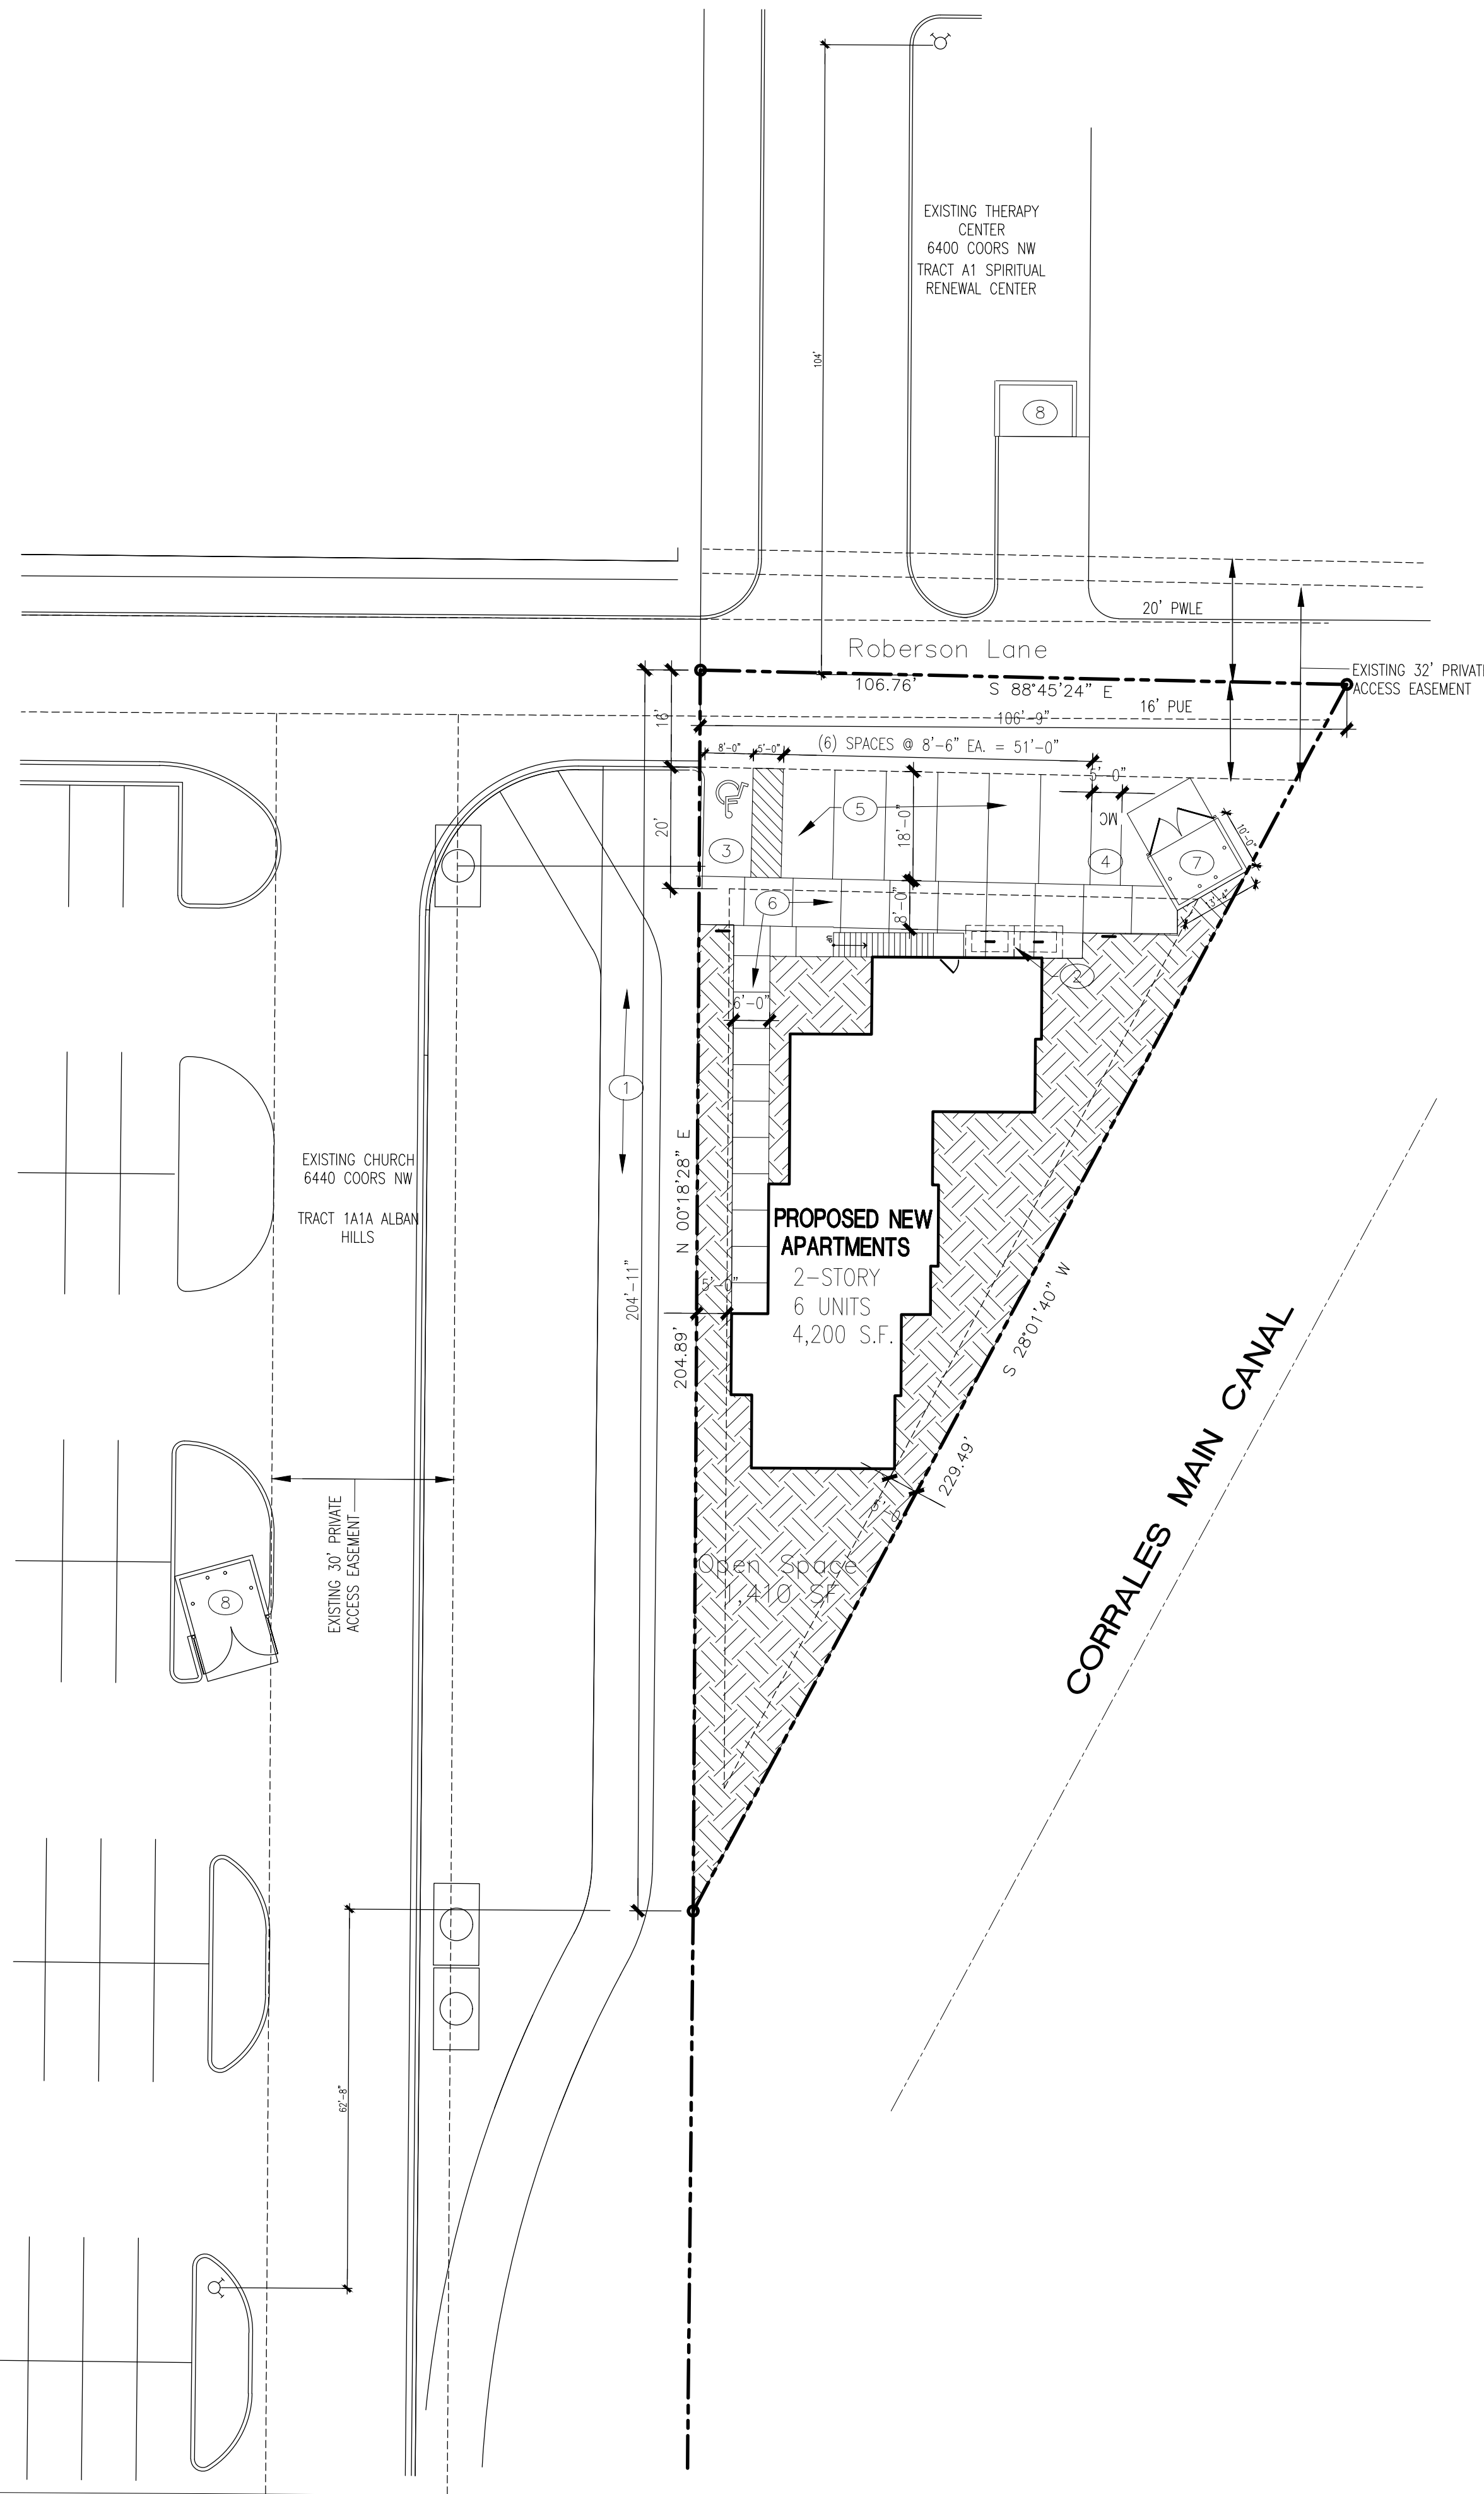 EXISTING THERAPY
CENTER
6400 COORS NW
TRACT A1 SPIRITUAL
RENEWAL CENTER
104'
8
20' PWLE
Roberson Lane
EXISTING 32' PRIVATE
ACCESS EASEMENT
106.76'
S 88°45'24" E
16' PUE
106'-9"
16'
(6) SPACES @ 8'-6" EA. = 51'-0"
8'-0"
5'-0"
5'-0"
20'
5
18'-0"
MC
3
4
7
10'-0"
13'-4"
6
8'-0"
up
2
6'-0"
1
N 00°18'28" E
EXISTING CHURCH
6440 COORS NW
TRACT 1A1A ALBAN
HILLS
PROPOSED NEW
APARTMENTS
2-STORY
6 UNITS
4,200 S.F.
204'-11"
5'-0"
204.89'
S 28°01'40" W
229.49'
CORRALES MAIN CANAL
EXISTING 30' PRIVATE
ACCESS EASEMENT
Open Space
1,410 SF
8
62'-8"